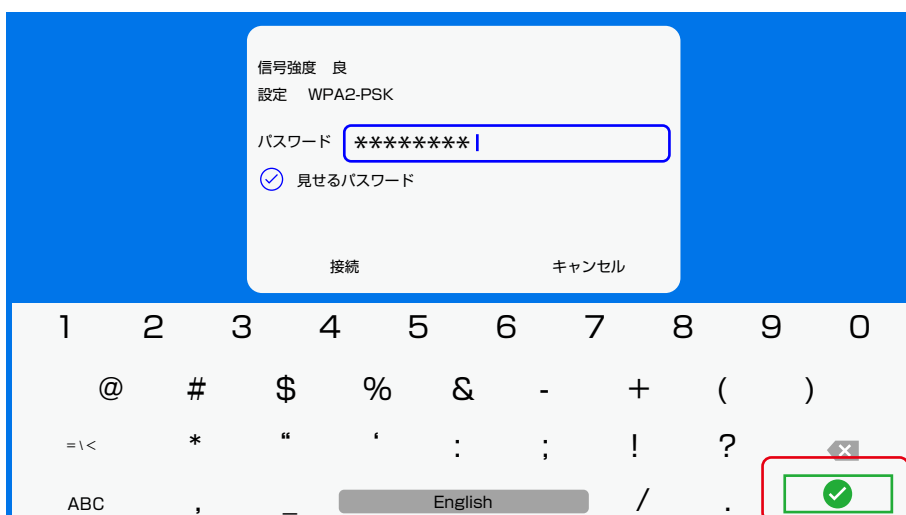 信号強度 良
設定 WPA2-PSK
パスワード ********
見せるパスワード
接続 キャンセル
1 2 3 4 5 6 7 8 9 0
@ # $ % & - + ( )
=\< * “ ‘ : ; ! ?
ABC , _ English / .